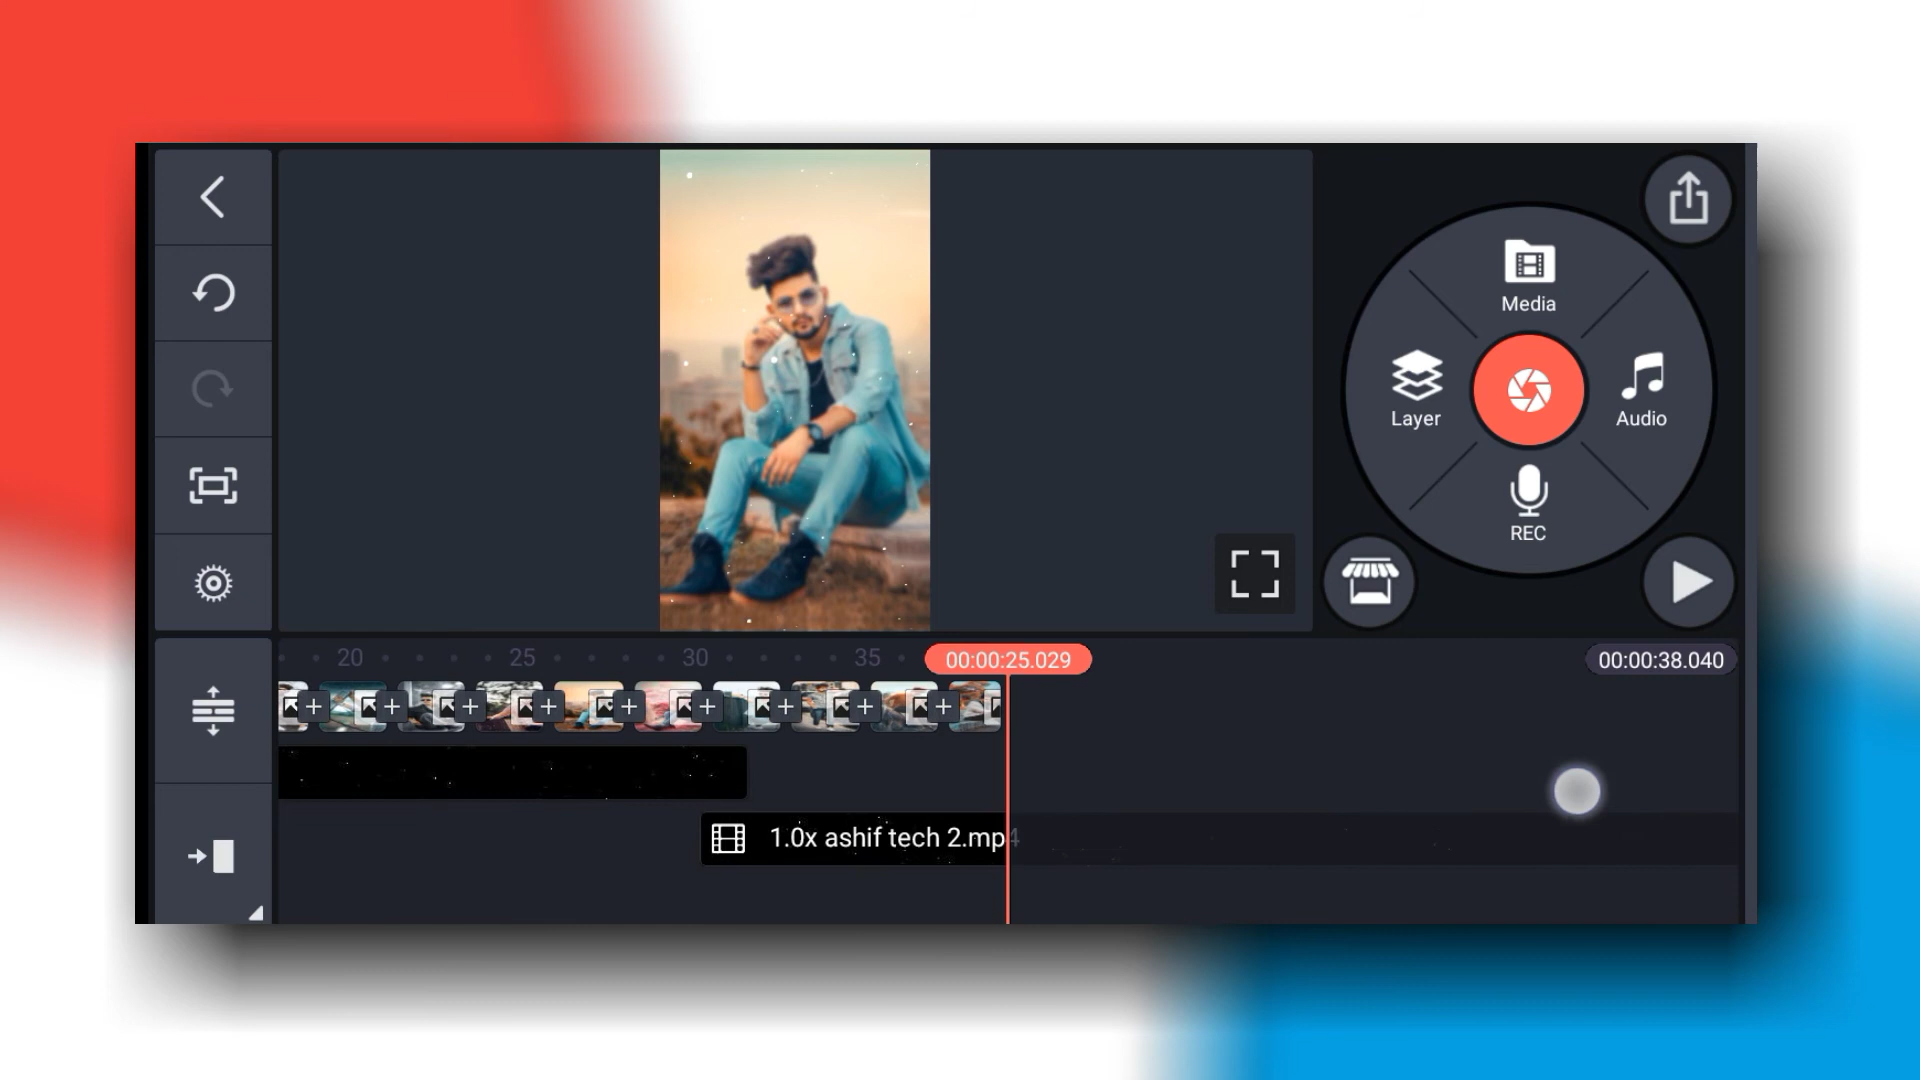 Media
Layer
Audio
REC
20
25
30
35
00:00:25.029
00:00:38.040
1.0x ashif tech 2.mp4